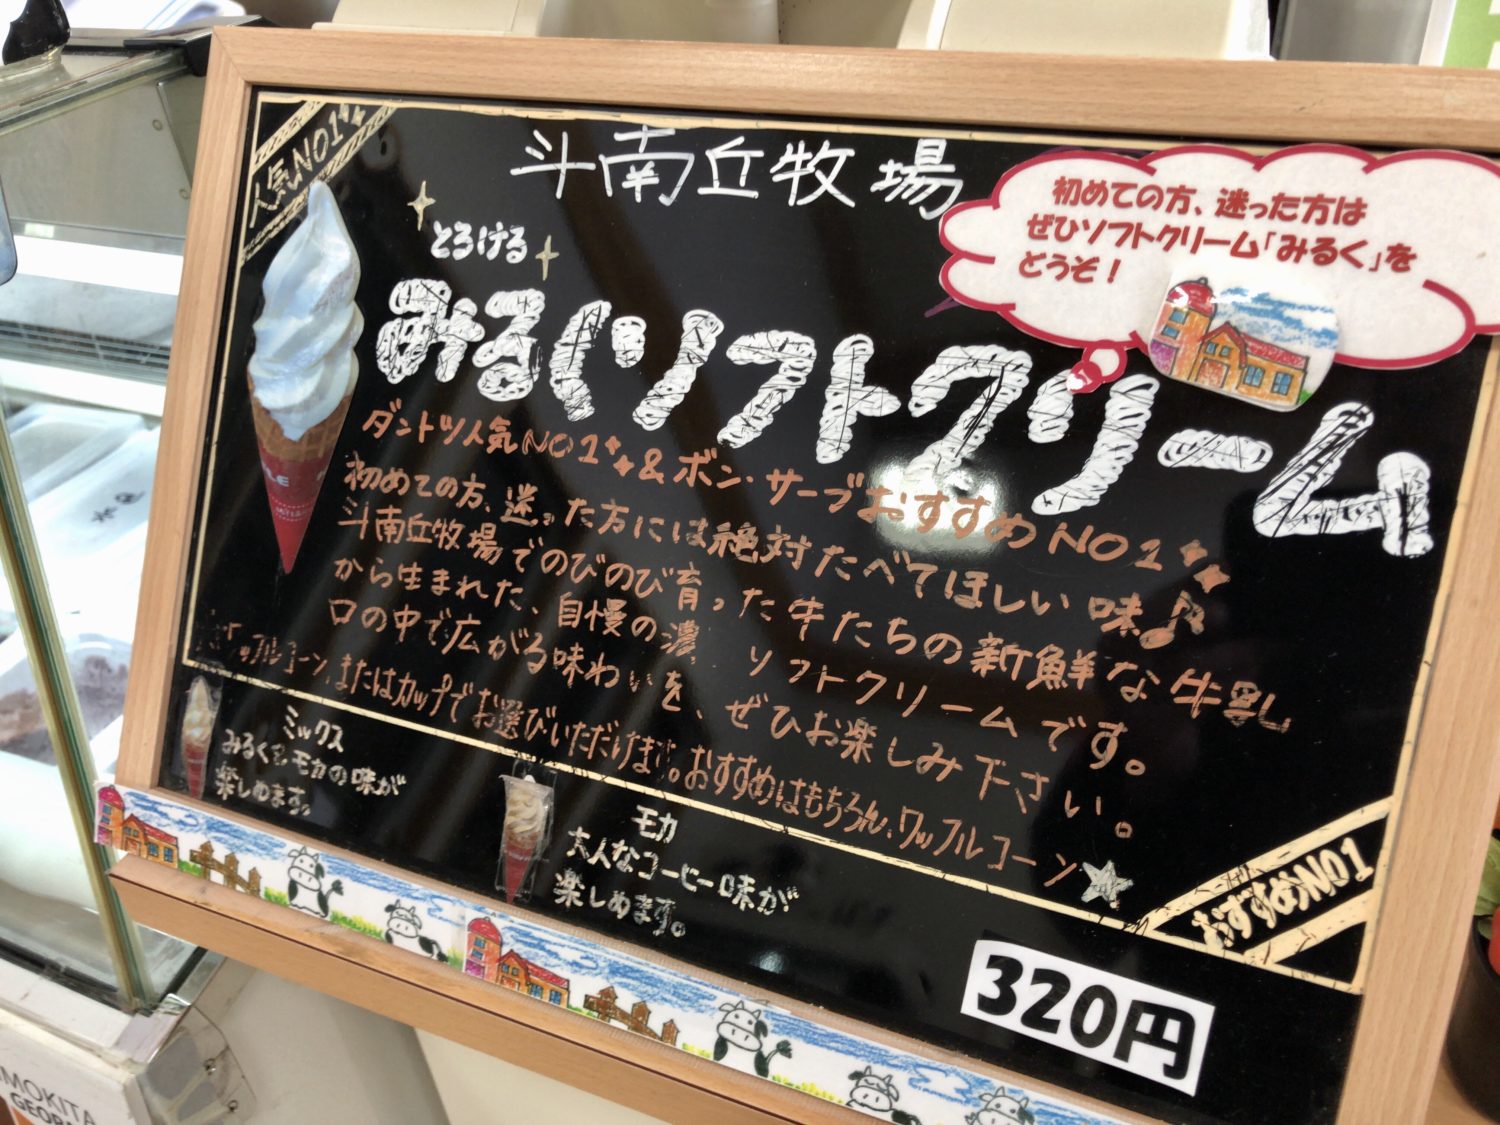 人気NO1
斗南丘牧場
初めての方、迷った方は
ぜひソフトクリーム「みるく」を
どうぞ！
とろける
みるくソフトクリーム
ダントツ人気NO1&ボン・サーブおすすめNO1
初めての方、迷った方には絶対たべてほしい味♪
斗南丘牧場でのびのび育った牛たちの新鮮な牛乳
から生まれた、自慢の濃 ソフトクリームです。
口の中で広がる味わいを、ぜひお楽しみ下さい。
ワッフルコーン、またはカップでお選びいただけます。おすすめはもちろん、ワッフルコーン☆
ミックス
みるくとモカの味が
楽しめます。
モカ
大人なコーヒー味が
楽しめます。
おすすめNO1
320円
MOKITA